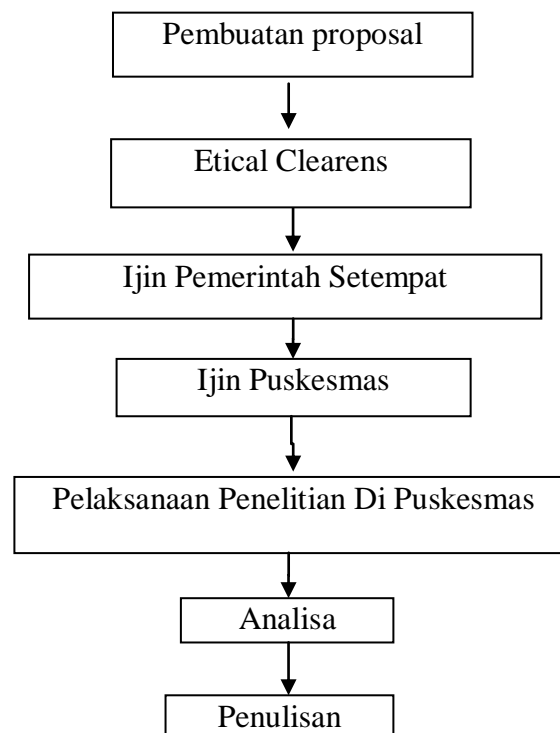 Pembuatan proposal
Etical Clearens
Ijin Pemerintah Setempat
Ijin Puskesmas
Pelaksanaan Penelitian Di Puskesmas
Analisa
Penulisan